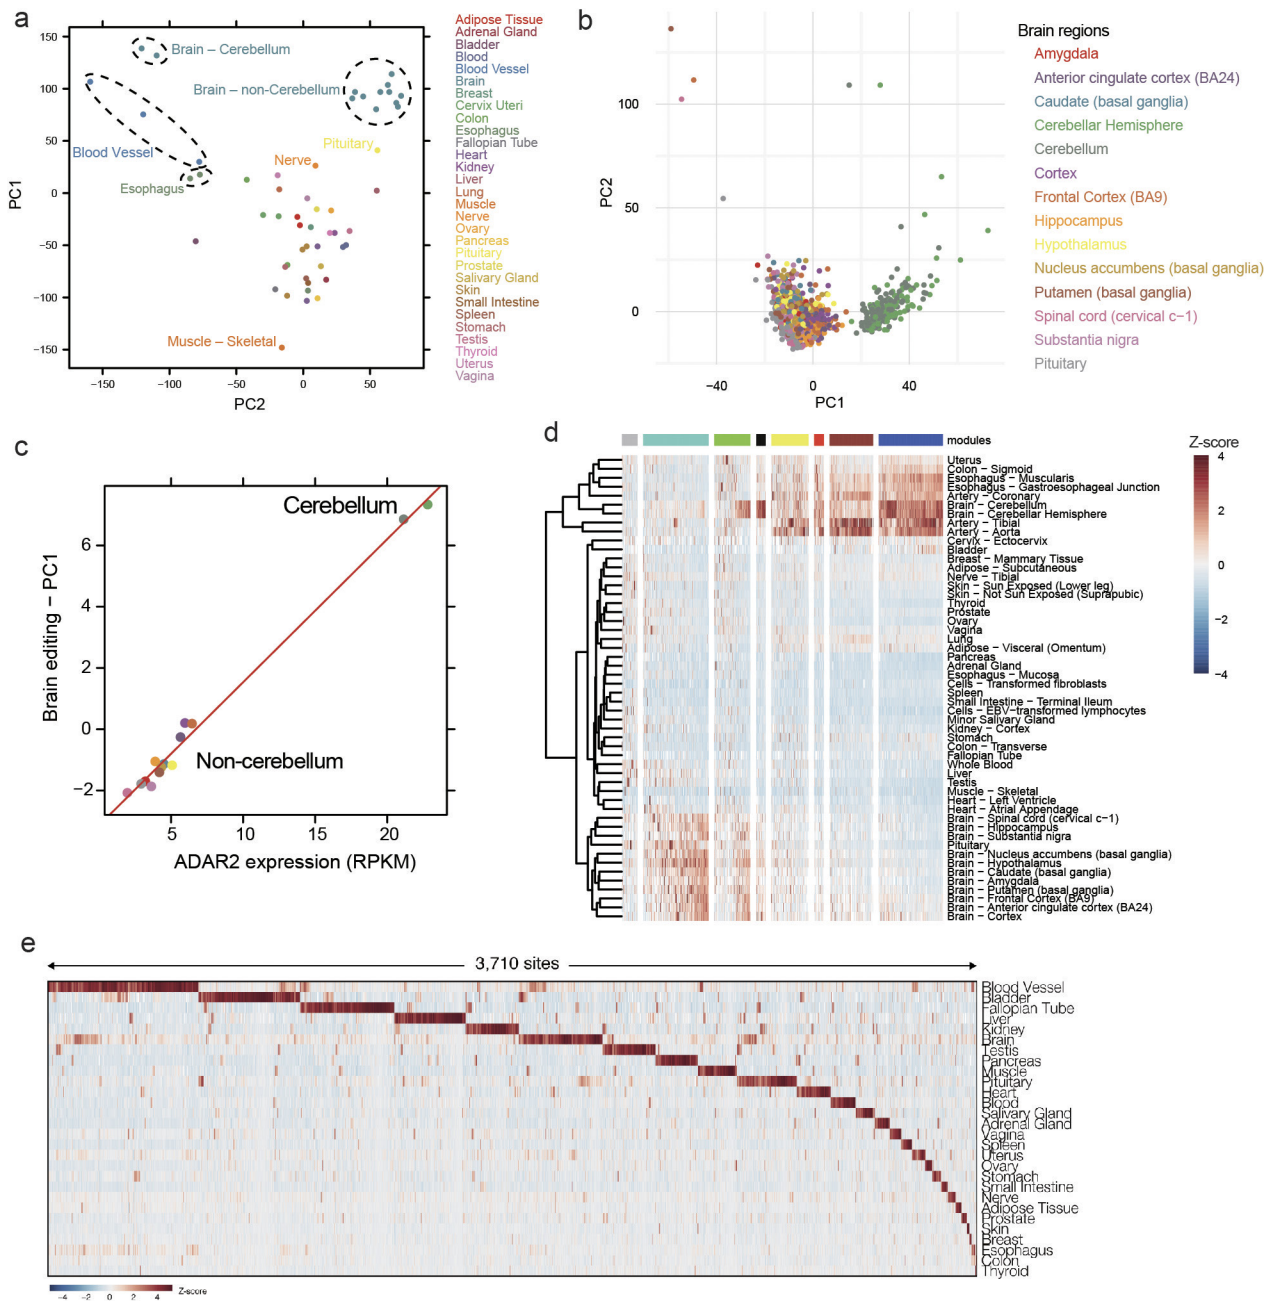 a
PC1
150
100
50
0
−50
−100
−150
−150
−100
−50
0
50
PC2
Brain – Cerebellum
Brain – non-Cerebellum
Blood Vessel
Esophagus
Pituitary
Nerve
Muscle – Skeletal
Adipose Tissue
Adrenal Gland
Bladder
Blood
Blood Vessel
Brain
Breast
Cervix Uteri
Colon
Esophagus
Fallopian Tube
Heart
Kidney
Liver
Lung
Muscle
Nerve
Ovary
Pancreas
Pituitary
Prostate
Salivary Gland
Skin
Small Intestine
Spleen
Stomach
Testis
Thyroid
Uterus
Vagina
b
PC2
100
50
0
−40
0
40
PC1
Brain regions
Amygdala
Anterior cingulate cortex (BA24)
Caudate (basal ganglia)
Cerebellar Hemisphere
Cerebellum
Cortex
Frontal Cortex (BA9)
Hippocampus
Hypothalamus
Nucleus accumbens (basal ganglia)
Putamen (basal ganglia)
Spinal cord (cervical c−1)
Substantia nigra
Pituitary
c
Brain editing − PC1
6
4
2
0
−2
5
10
15
20
ADAR2 expression (RPKM)
Cerebellum
Non-cerebellum
d
modules
Uterus
Colon − Sigmoid
Esophagus − Muscularis
Esophagus − Gastroesophageal Junction
Artery − Coronary
Brain − Cerebellum
Brain − Cerebellar Hemisphere
Artery − Tibial
Artery − Aorta
Cervix − Ectocervix
Bladder
Breast − Mammary Tissue
Adipose − Subcutaneous
Nerve − Tibial
Skin − Sun Exposed (Lower leg)
Skin − Not Sun Exposed (Suprapubic)
Thyroid
Prostate
Ovary
Vagina
Lung
Adipose − Visceral (Omentum)
Pancreas
Adrenal Gland
Esophagus − Mucosa
Cells − Transformed fibroblasts
Spleen
Small Intestine − Terminal Ileum
Cells − EBV−transformed lymphocytes
Minor Salivary Gland
Kidney − Cortex
Stomach
Colon − Transverse
Fallopian Tube
Whole Blood
Liver
Testis
Muscle − Skeletal
Heart − Left Ventricle
Heart − Atrial Appendage
Brain − Spinal cord (cervical c−1)
Brain − Hippocampus
Brain − Substantia nigra
Pituitary
Brain − Nucleus accumbens (basal ganglia)
Brain − Hypothalamus
Brain − Caudate (basal ganglia)
Brain − Amygdala
Brain − Putamen (basal ganglia)
Brain − Frontal Cortex (BA9)
Brain − Anterior cingulate cortex (BA24)
Brain − Cortex
Z-score
4
2
0
−2
−4
e
3,710 sites
Blood Vessel
Bladder
Fallopian Tube
Liver
Kidney
Brain
Testis
Pancreas
Muscle
Pituitary
Heart
Blood
Salivary Gland
Adrenal Gland
Vagina
Spleen
Uterus
Ovary
Stomach
Small Intestine
Nerve
Adipose Tissue
Prostate
Skin
Breast
Esophagus
Colon
Thyroid
−4 −2 0 2 4 Z-score